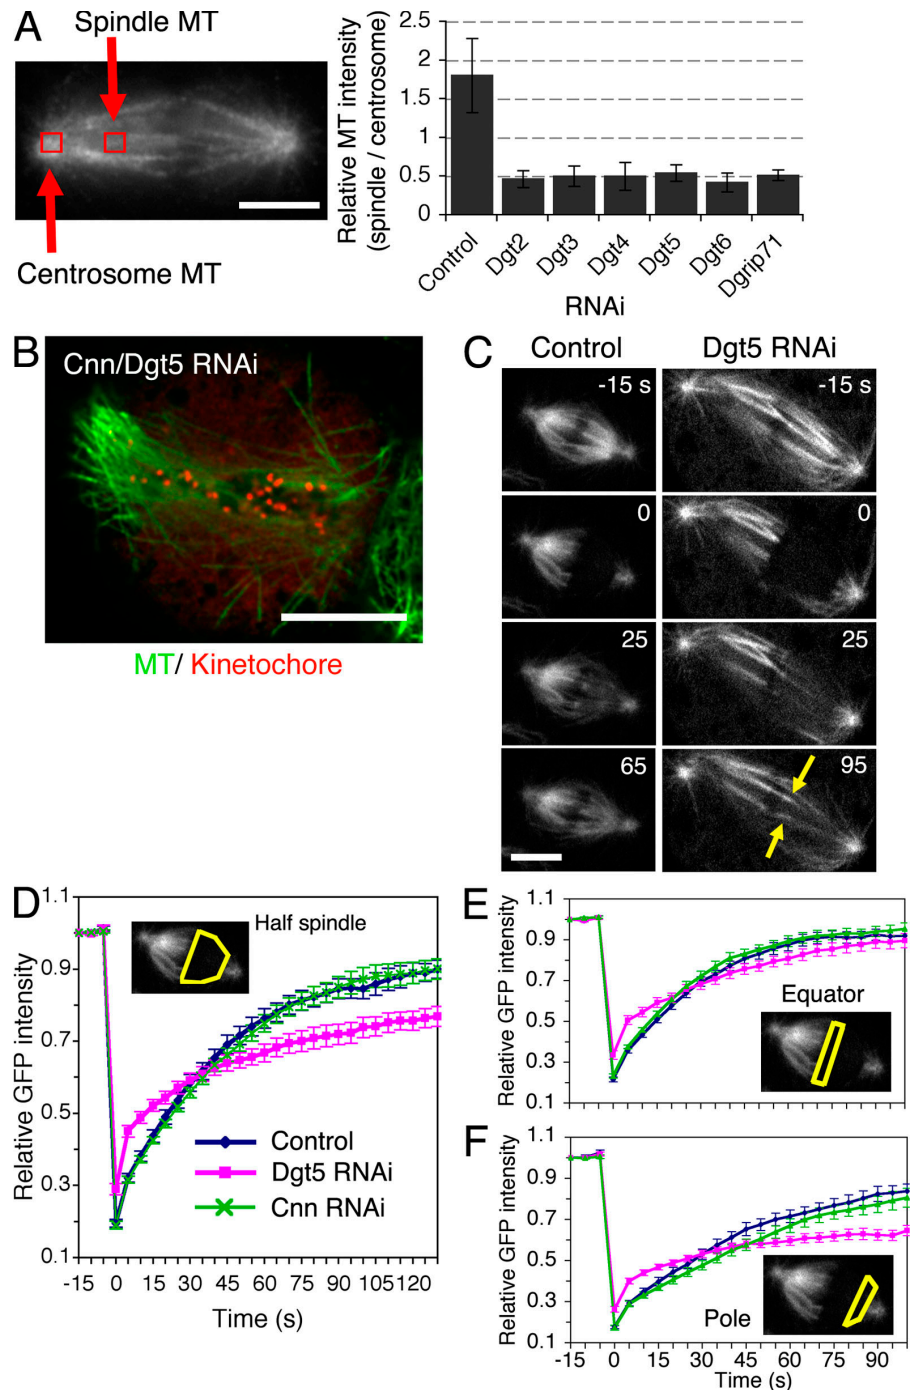 A
Spindle MT
Centrosome MT
Relative MT intensity
(spindle / centrosome)
2.5
2
1.5
1
0.5
0
Control
Dgt2
Dgt3
Dgt4
Dgt5
Dgt6
Dgrip71
RNAi
B
Cnn/Dgt5 RNAi
MT/ Kinetochore
C
Control
Dgt5 RNAi
-15 s
-15 s
0
0
25
25
65
95
D
Relative GFP intensity
1.1
0.9
0.7
0.5
0.3
0.1
Half spindle
Control
Dgt5 RNAi
Cnn RNAi
-15 0 15 30 45 60 75 90 105 120
Time (s)
E
Relative GFP intensity
1.1
0.9
0.7
0.5
0.3
0.1
Equator
F
Relative GFP intensity
1.1
0.9
0.7
0.5
0.3
0.1
Pole
-15 0 15 30 45 60 75 90
Time (s)